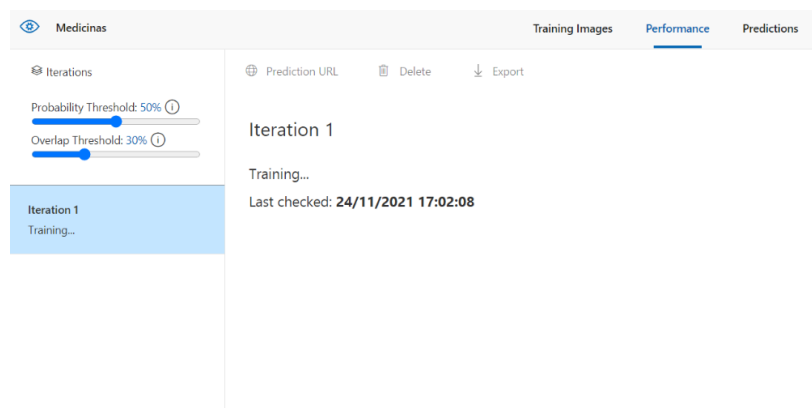 Medicinas
Training Images
Performance
Predictions
Iterations
Probability Threshold: 50%
Overlap Threshold: 30%
Iteration 1
Training...
Prediction URL
Delete
Export
Iteration 1
Training...
Last checked: 24/11/2021 17:02:08